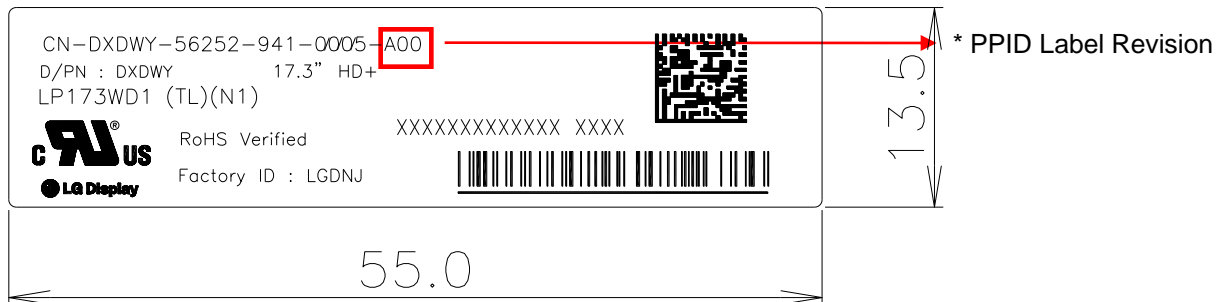 CN-DXDWY-56252-941-0005-A00
* PPID Label Revision
D/PN : DXDWY 17.3" HD+
LP173WD1 (TL)(N1)
13.5
XXXXXXXXXXXXX XXXX
C RU ® US
RoHS Verified
Factory ID : LGDNJ
LG Display
55.0